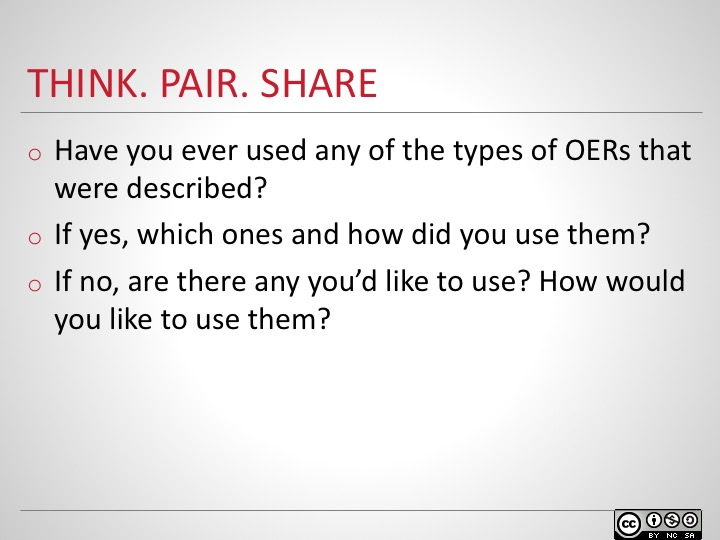 THINK. PAIR. SHARE
o Have you ever used any of the types of OERs that
were described?
o If yes, which ones and how did you use them?
o If no, are there any you’d like to use? How would
you like to use them?
cc
BY NC SA